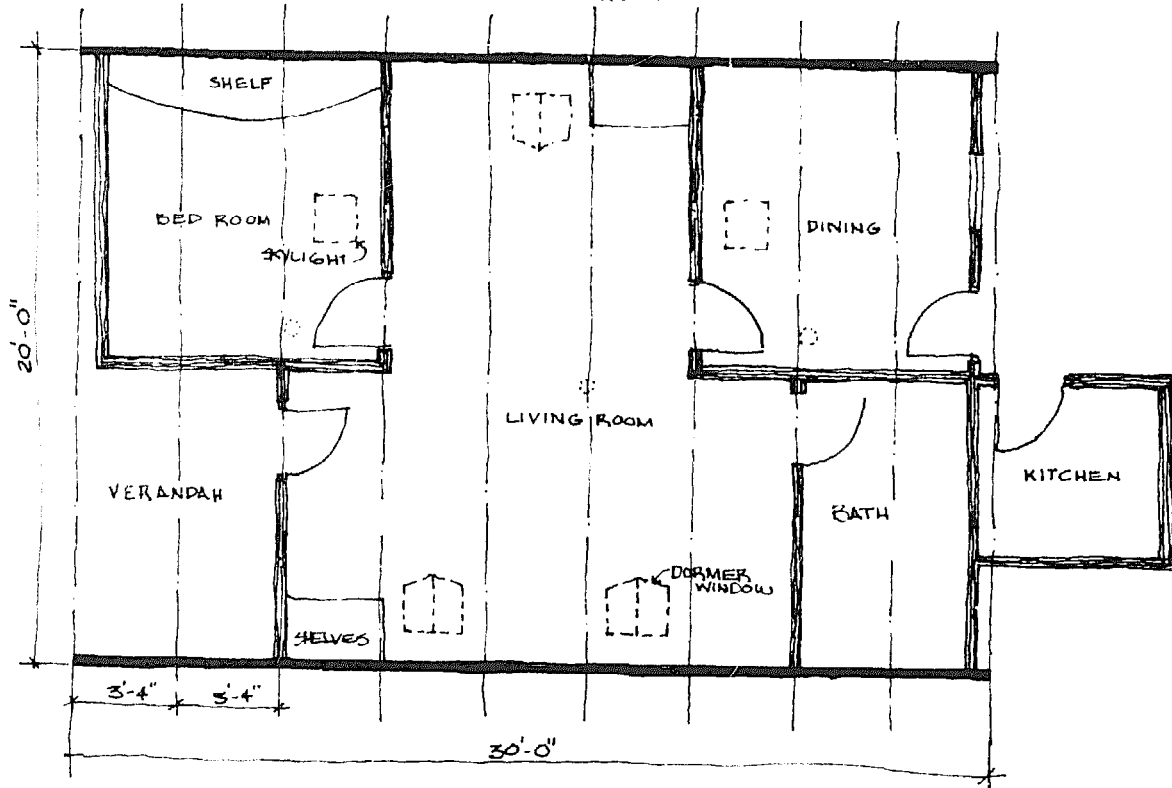 SHELF
BED ROOM
SKYLIGHT
DINING
20'-0"
LIVING ROOM
VERANDAH
KITCHEN
BATH
DORMER
WINDOW
SHELVES
3'-4"
3'-4"
30'-0"